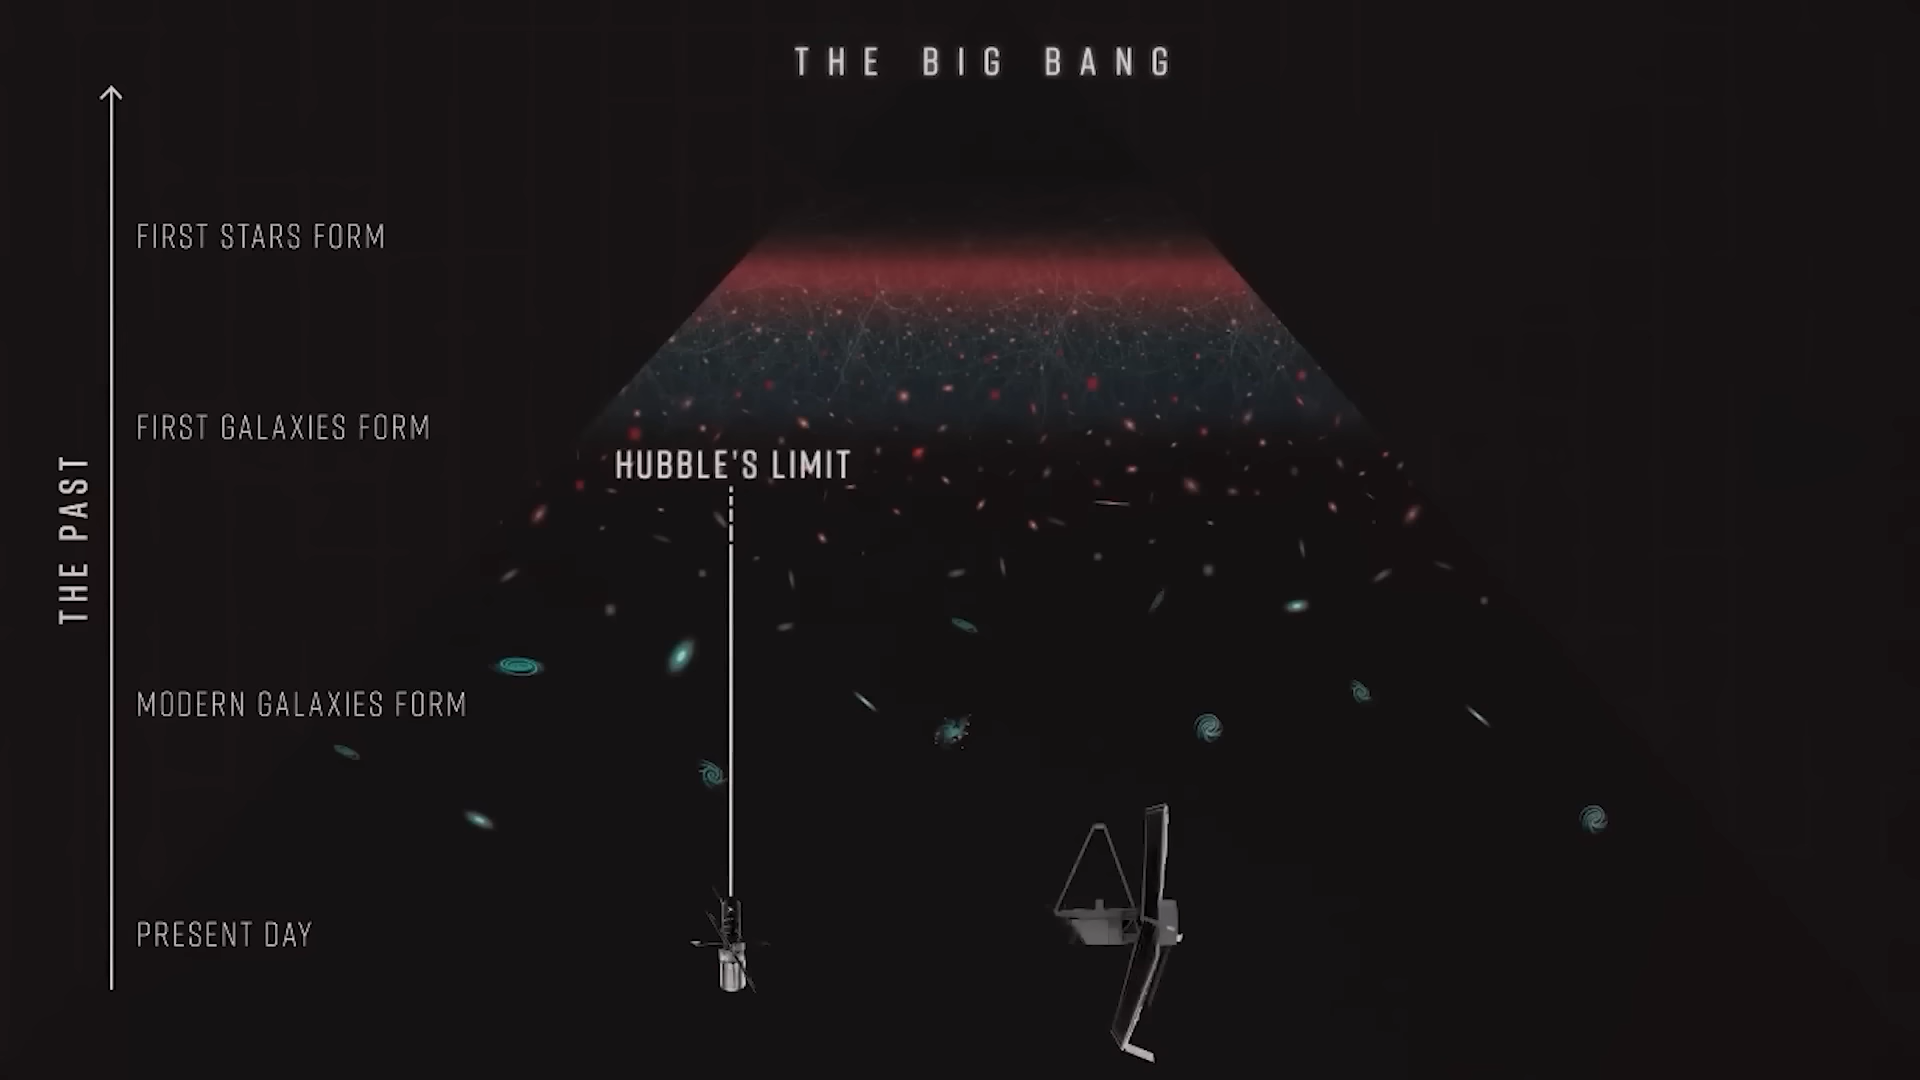 THE BIG BANG
FIRST STARS FORM
FIRST GALAXIES FORM
HUBBLE'S LIMIT
THE PAST
MODERN GALAXIES FORM
PRESENT DAY